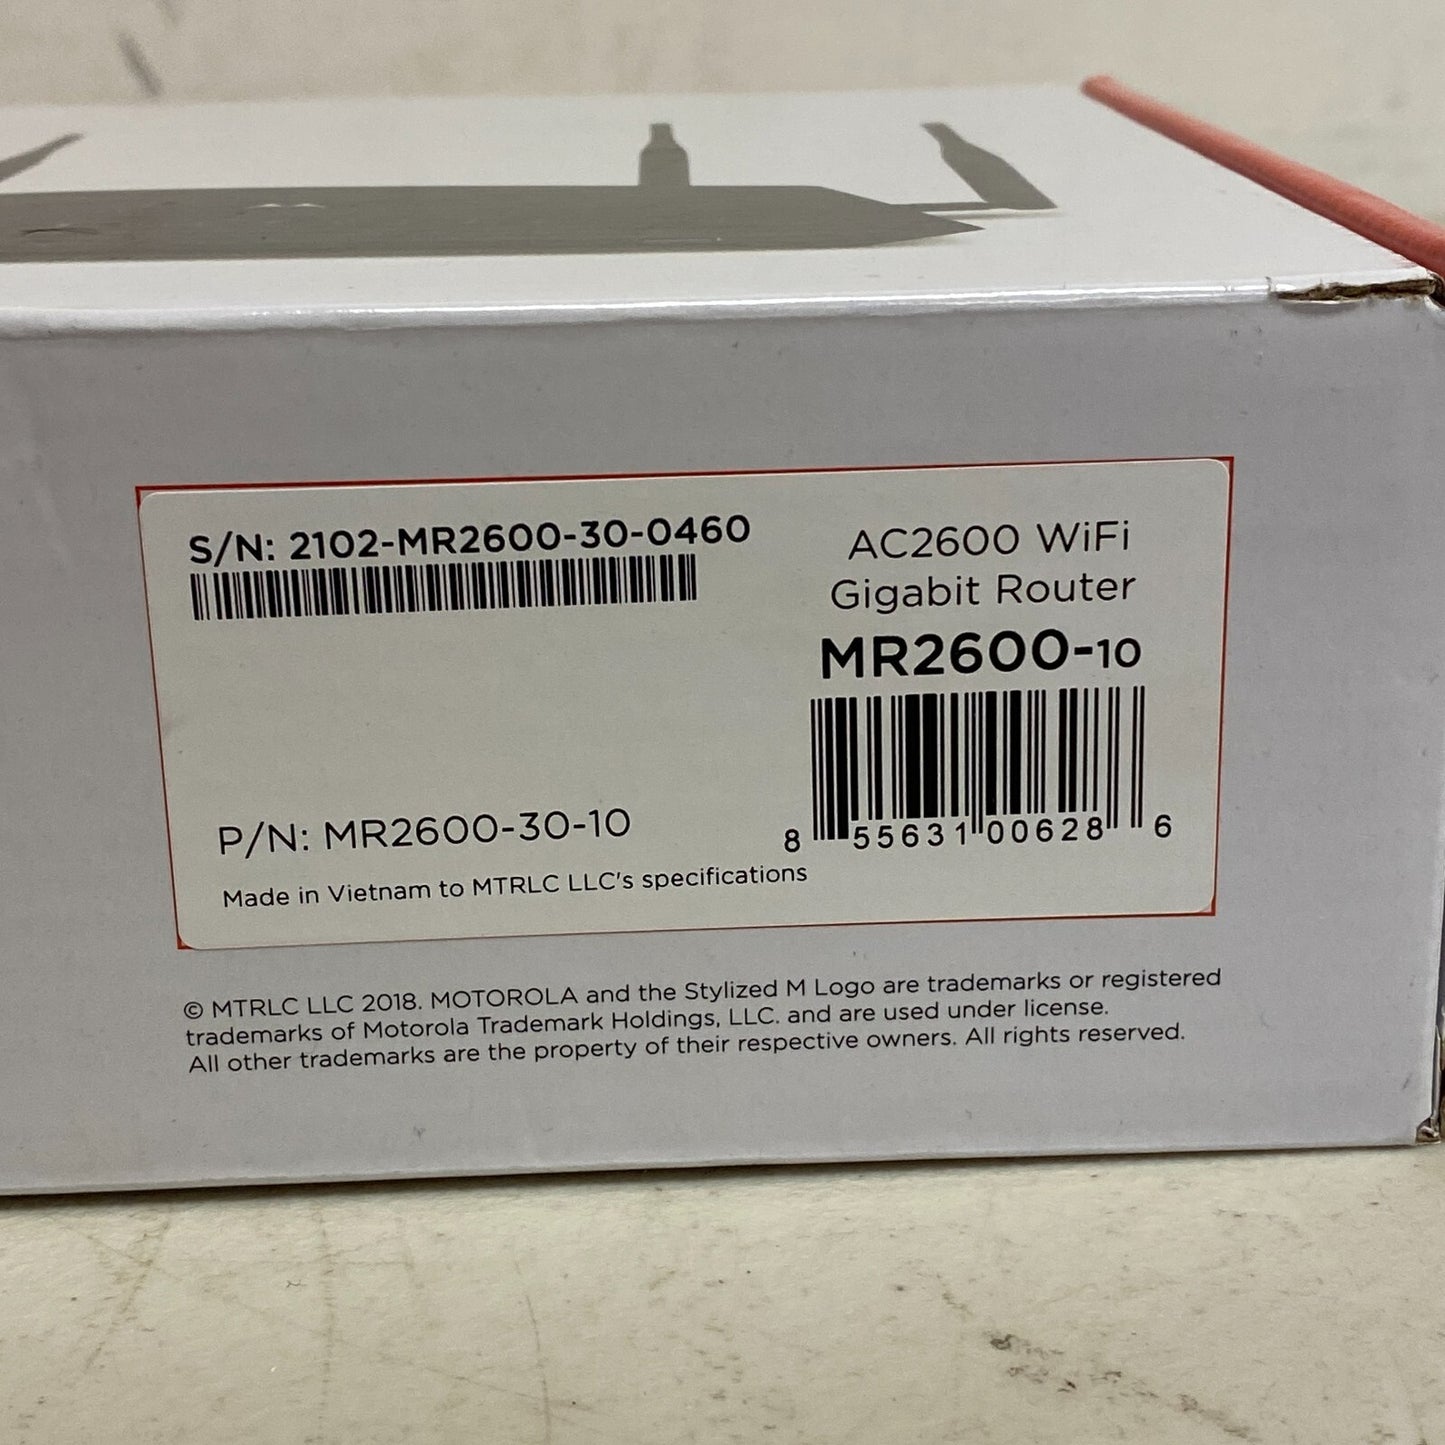 S/N: 2102-MR2600-30-0460
AC2600 WiFi
Gigabit Router
MR2600-10
8 55631 00628 6
P/N: MR2600-30-10
Made in Vietnam to MTRLC LLC's specifications
© MTRLC LLC 2018. MOTOROLA and the Stylized M Logo are trademarks or registered
trademarks of Motorola Trademark Holdings, LLC. and are used under license.
All other trademarks are the property of their respective owners. All rights reserved.